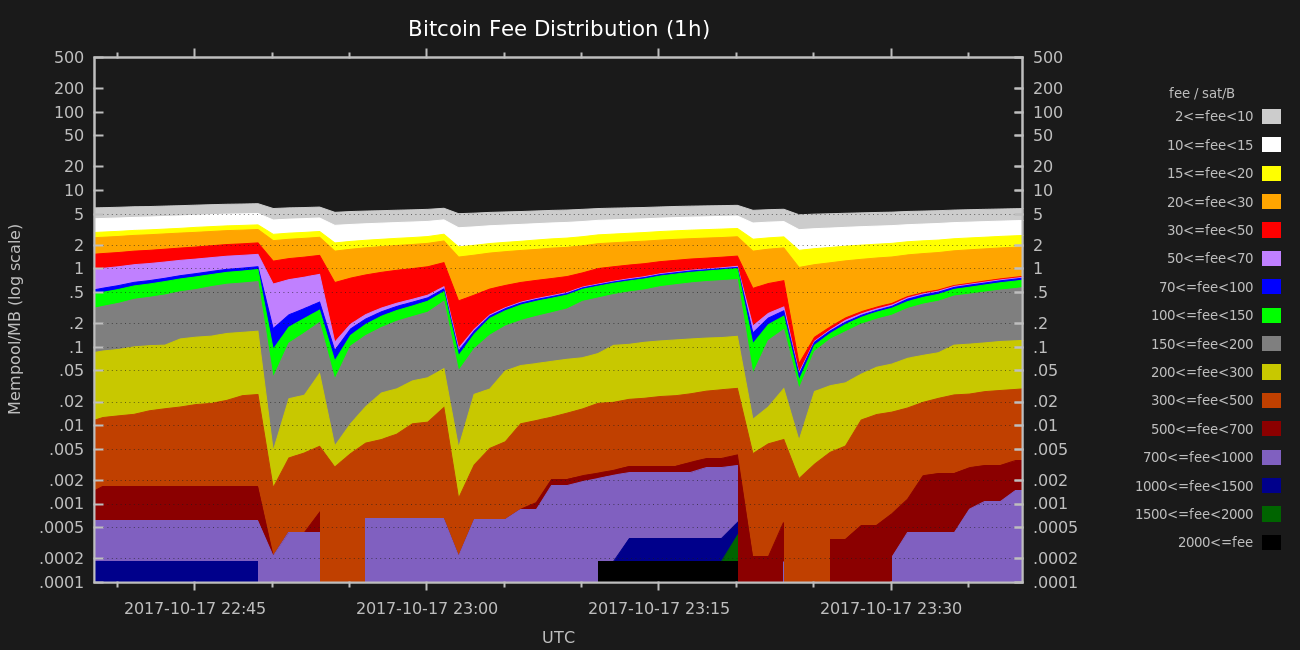 Bitcoin Fee Distribution (1h)
500 500
200 200
100 100
50 50
20 20
10 10
5 5
2 2
1 1
.5 .5
.2 .2
.1 .1
.05 .05
.02 .02
.01 .01
.005 .005
.002 .002
.001 .001
.0005 .0005
.0002 .0002
.0001 .0001
Mempool/MB (log scale)
2017-10-17 22:45 2017-10-17 23:00 2017-10-17 23:15 2017-10-17 23:30
UTC
fee / sat/B
2<=fee<10
10<=fee<15
15<=fee<20
20<=fee<30
30<=fee<50
50<=fee<70
70<=fee<100
100<=fee<150
150<=fee<200
200<=fee<300
300<=fee<500
500<=fee<700
700<=fee<1000
1000<=fee<1500
1500<=fee<2000
2000<=fee